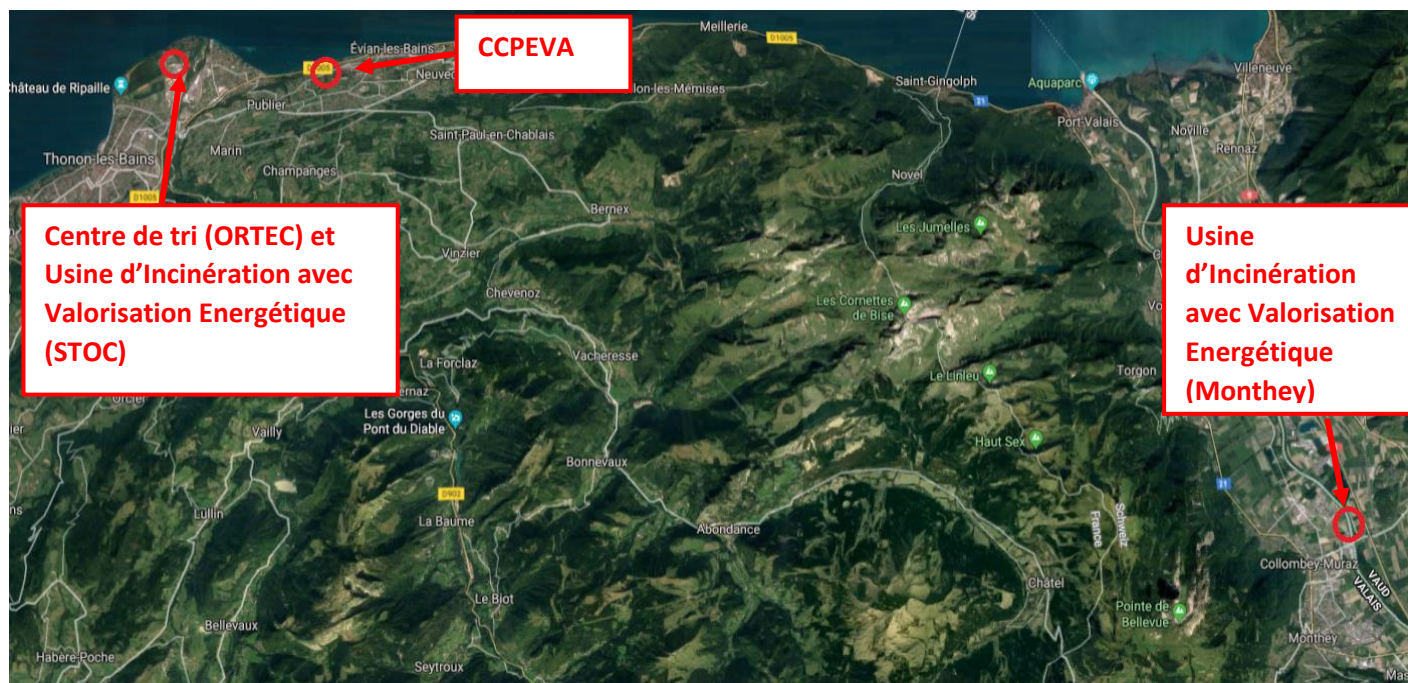 Meillerie
D1005
Évian-les-Bains
CCPEVA
Villeneuve
Château de Ripaille
Publier
Saint-Gingolph
21
Aquaparc
Port-Valais
Noville
Rennaz
9
Marin
Saint-Paul-en-Chablais
Thonon-les-Bains
Champanges
D1005
Novel
Bernex
Les Jumelles
Vinzier
Chevenoz
Centre de tri (ORTEC) et
Usine d’Incinération avec
Valorisation Energétique
(STOC)
Usine
d’Incinération
avec Valorisation
Energétique
(Monthey)
Les Cornettes
de Bise
Vacheresse
La Forclaz
Le Linleu
Torgon
Les Gorges du
Pont du Diable
Vailly
Haut Sex
Bonnevaux
D902
21
Lullin
La Baume
Abondance
France
Schweiz
Collombey-Muraz
VAUD
VALAIS
Châtel
Le Biot
Pointe de
Bellevue
Bellevaux
Monthey
Habère-Poche
Seytroux